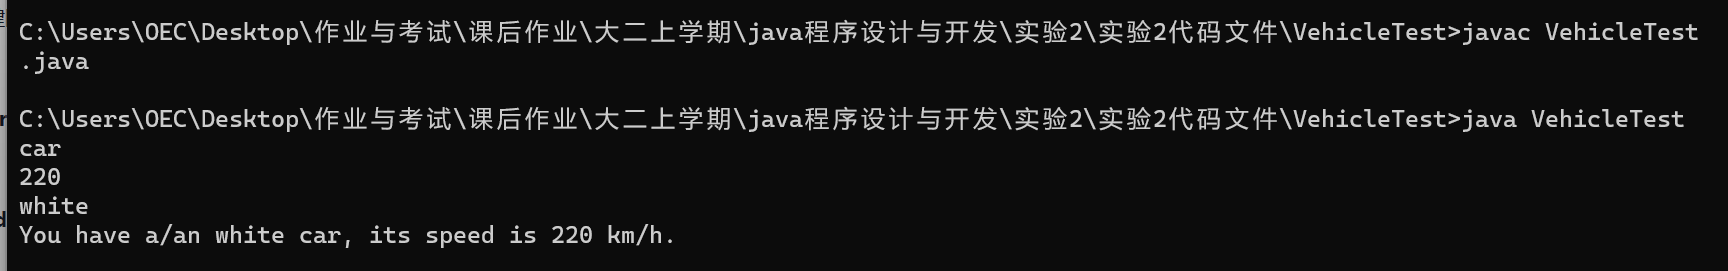 C:\Users\OEC\Desktop\作业与考试\课后作业\大二上学期\java程序设计与开发\实验2\实验2代码文件\VehicleTest>javac VehicleTest
.java
C:\Users\OEC\Desktop\作业与考试\课后作业\大二上学期\java程序设计与开发\实验2\实验2代码文件\VehicleTest>java VehicleTest
car
220
white
You have a/an white car, its speed is 220 km/h.